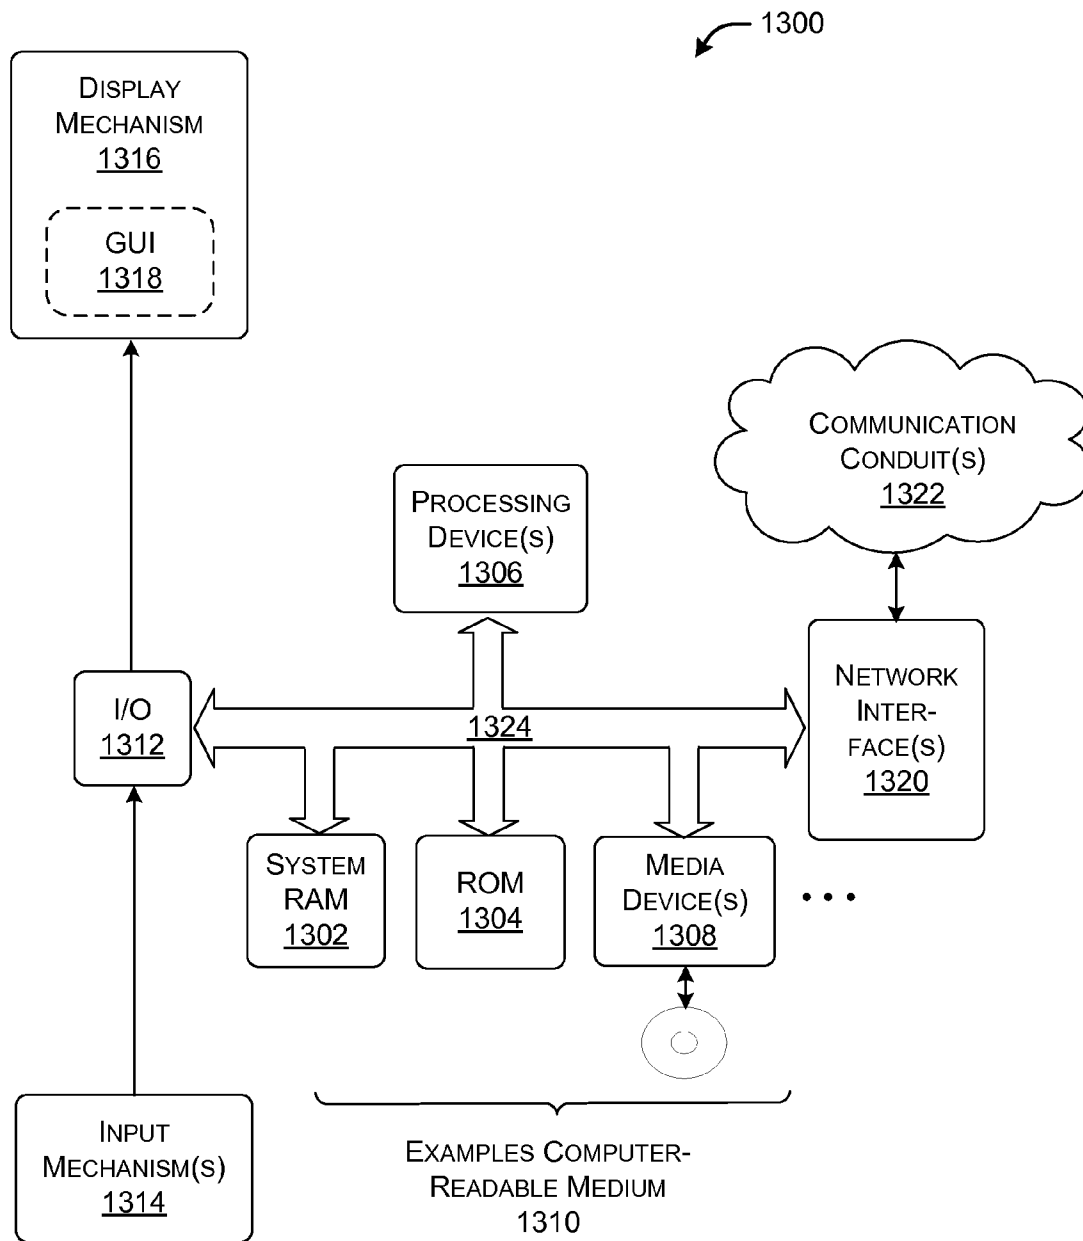 1300
DISPLAY
MECHANISM
1316
GUI
1318
COMMUNICATION
CONDUIT(S)
1322
PROCESSING
DEVICE(S)
1306
I/O
1312
1324
NETWORK
INTER-
FACE(S)
1320
SYSTEM
RAM
1302
ROM
1304
MEDIA
DEVICE(S)
1308
INPUT
MECHANISM(S)
1314
EXAMPLES COMPUTER-
READABLE MEDIUM
1310